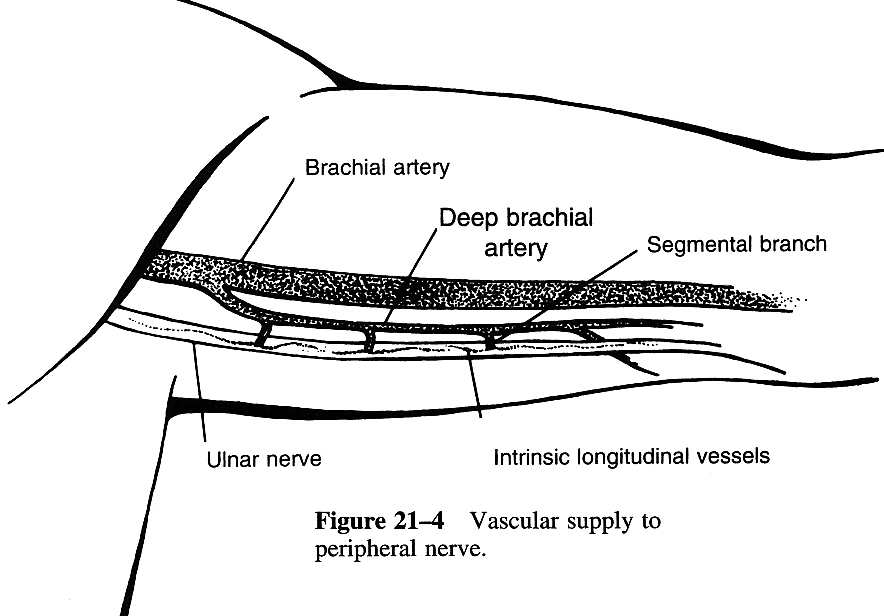 Brachial artery
Deep brachial
artery
Segmental branch
Ulnar nerve
Intrinsic longitudinal vessels
Figure 21–4 Vascular supply to
peripheral nerve.